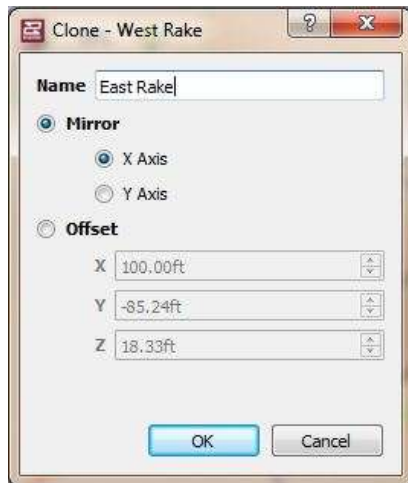 Clone - West Rake
Name East Rake
Mirror
X Axis
Y Axis
Offset
X 100.00ft
Y -85.24ft
Z 18.33ft
OK Cancel